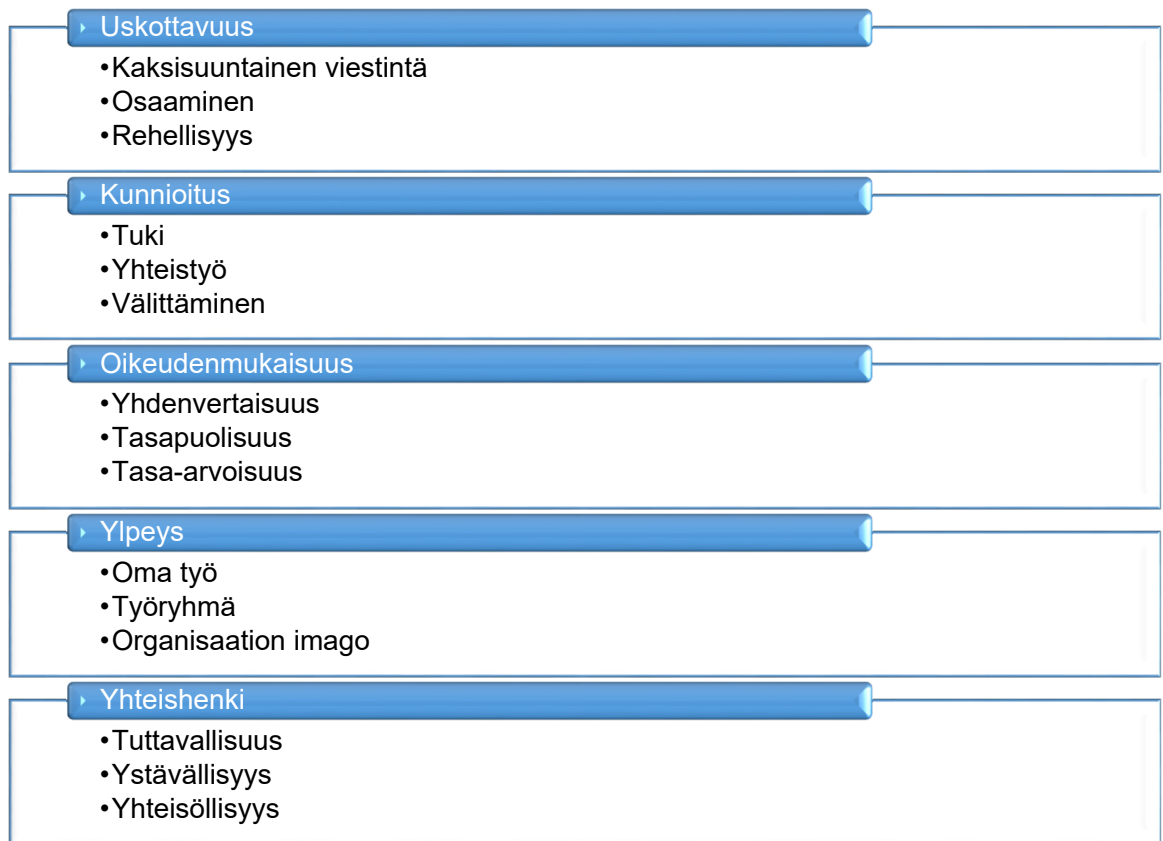 Uskottavuus
•Kaksisuuntainen viestintä
•Osaaminen
•Rehellisyys
Kunnioitus
•Tuki
•Yhteistyö
•Välittäminen
Oikeudenmukaisuus
•Yhdenvertaisuus
•Tasapuolisuus
•Tasa-arvoisuus
Ylpeys
•Oma työ
•Työryhmä
•Organisaation imago
Yhteishenki
•Tuttavallisuus
•Ystävällisyys
•Yhteisöllisyys